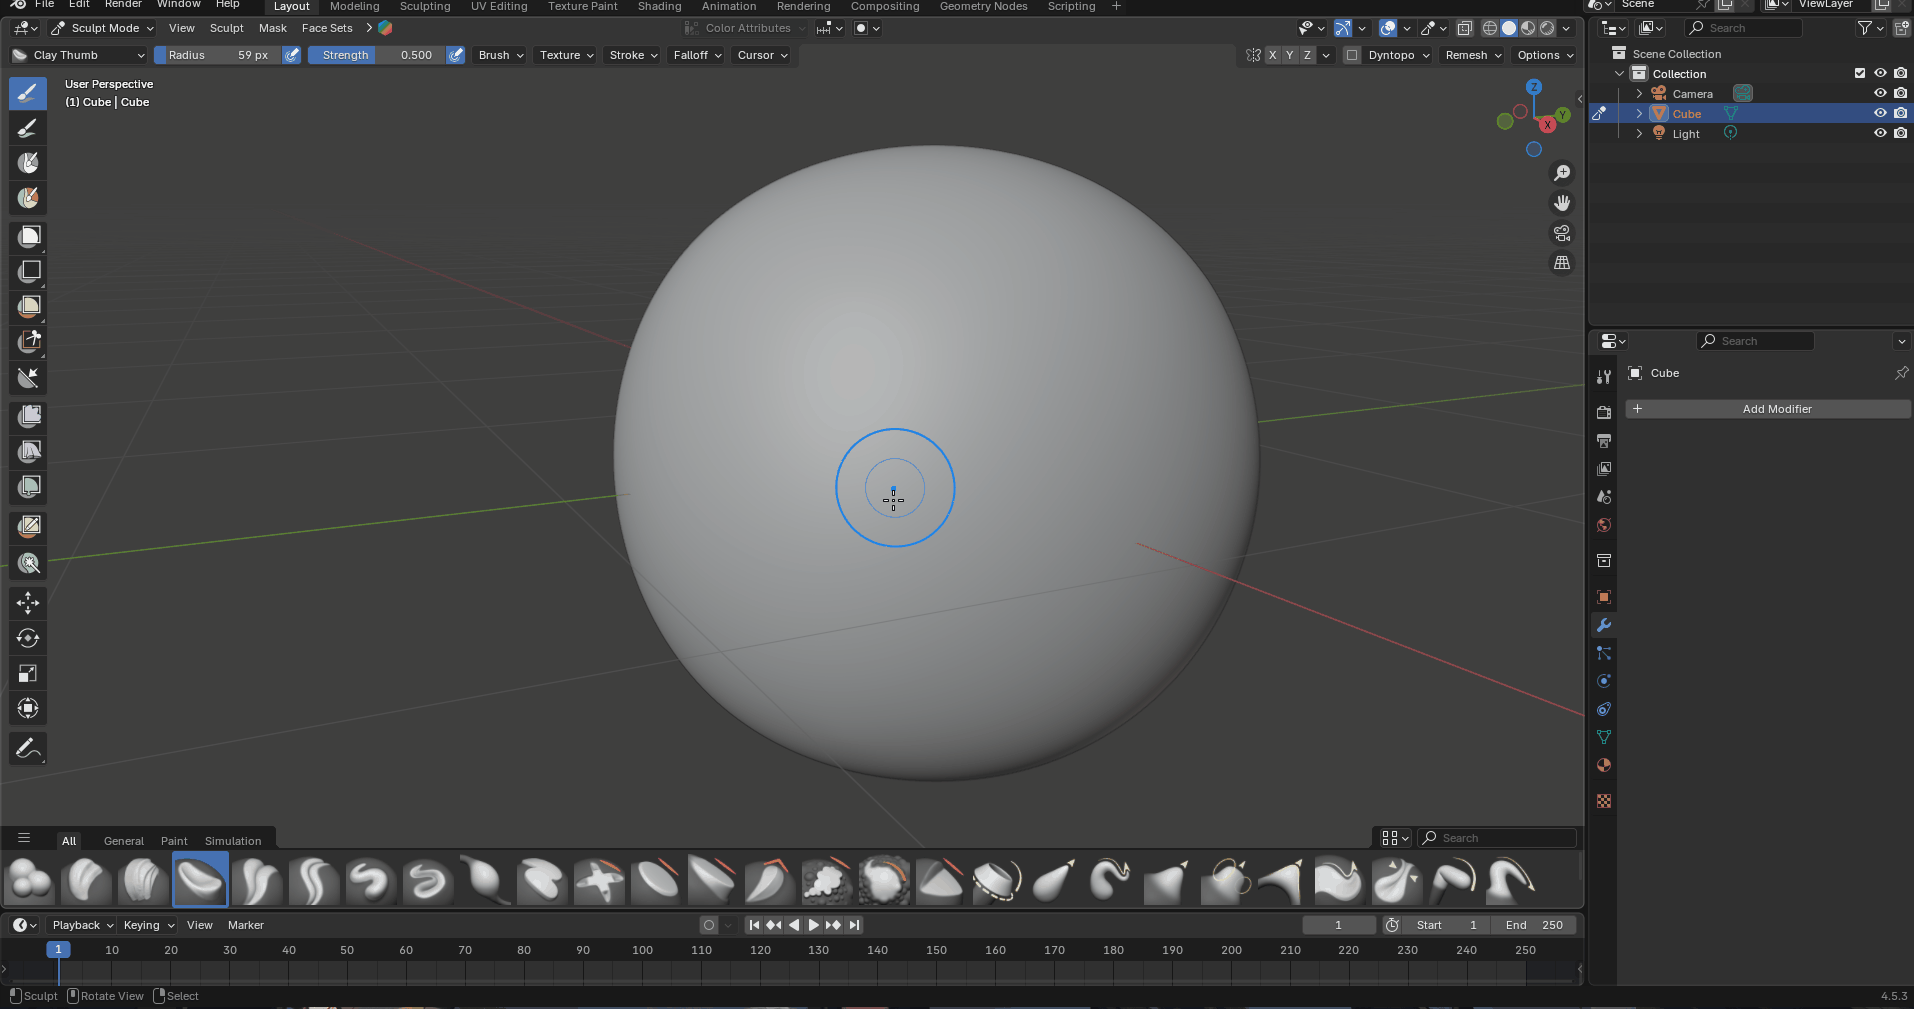 File Edit Render Window Help Layout Modeling Sculpting UV Editing Texture Paint Shading Animation Rendering Compositing Geometry Nodes Scripting + Scene ViewLayer
Sculpt Mode View Sculpt Mask Face Sets Color Attributes Search
Clay Thumb Radius 59 px Strength 0.500 Brush Texture Stroke Falloff Cursor X Y Z Dyntopo Remesh Options
Scene Collection
Collection
Camera
Cube
Light
User Perspective
(1) Cube | Cube
Z
Y
X
Search
Cube
+ Add Modifier
All General Paint Simulation Search
Playback Keying View Marker 1 Start 1 End 250
1 10 20 30 40 50 60 70 80 90 100 110 120 130 140 150 160 170 180 190 200 210 220 230 240 250
Sculpt Rotate View Select 4.5.3